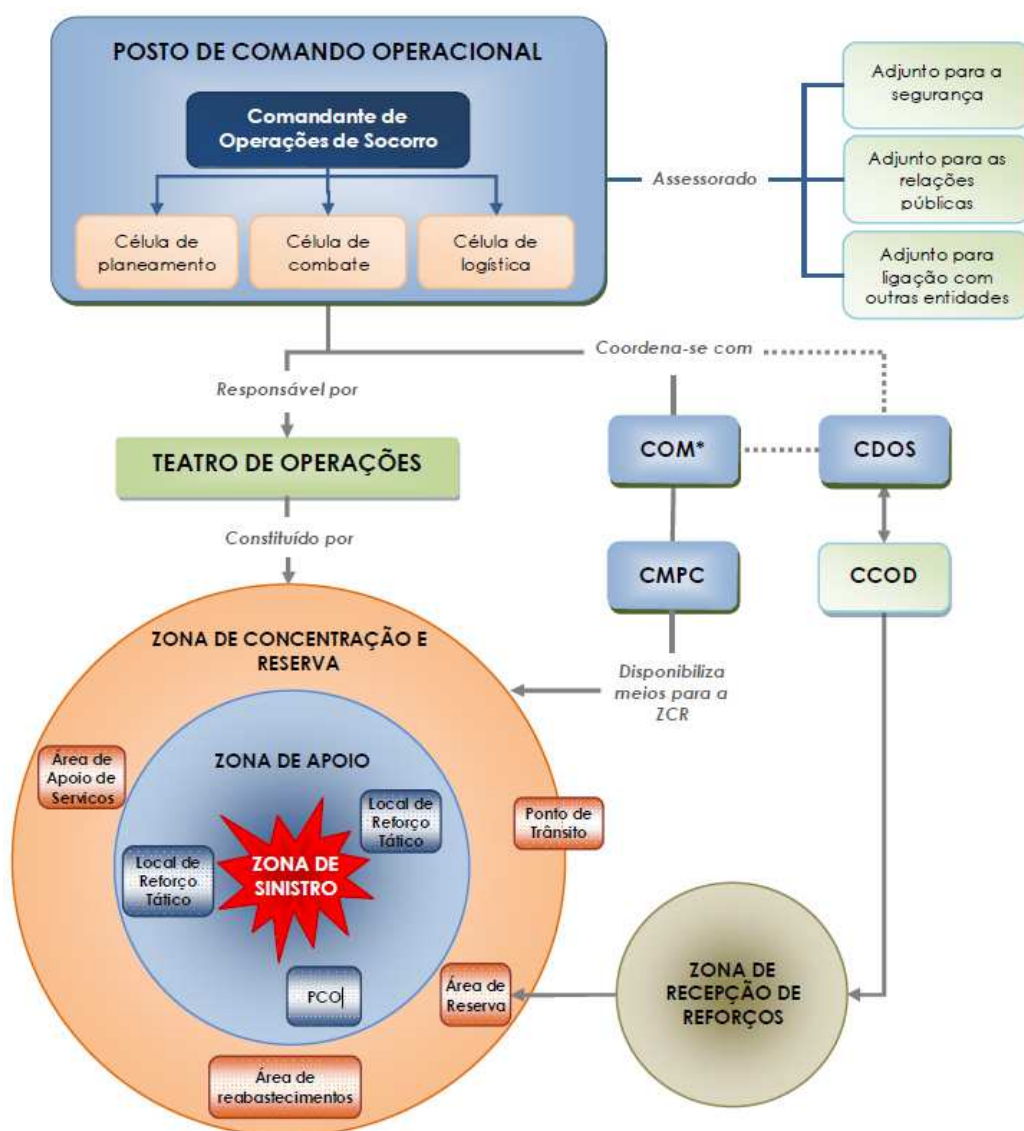 POSTO DE COMANDO OPERACIONAL
Comandante de
Operações de Socorro
Célula de
planeamento
Célula de
combate
Célula de
logística
Assessorado
Adjunto para a
segurança
Adjunto para as
relações
públicas
Adjunto para
ligação com
outras entidades
Coordena-se com
Responsável por
TEATRO DE OPERAÇÕES
COM*
CDOS
Constituído por
CMPC
CCOD
ZONA DE CONCENTRAÇÃO E
RESERVA
Disponibiliza
meios para a
ZCR
ZONA DE APOIO
Área de
Apoio de
Servicos
Local de
Reforço
Tático
Ponto de
Trânsito
Local de
Reforço
Tático
ZONA DE
SINISTRO
PCO
Área de
Reserva
ZONA DE
RECEPÇÃO DE
REFORÇOS
Área de
reabastecimentos